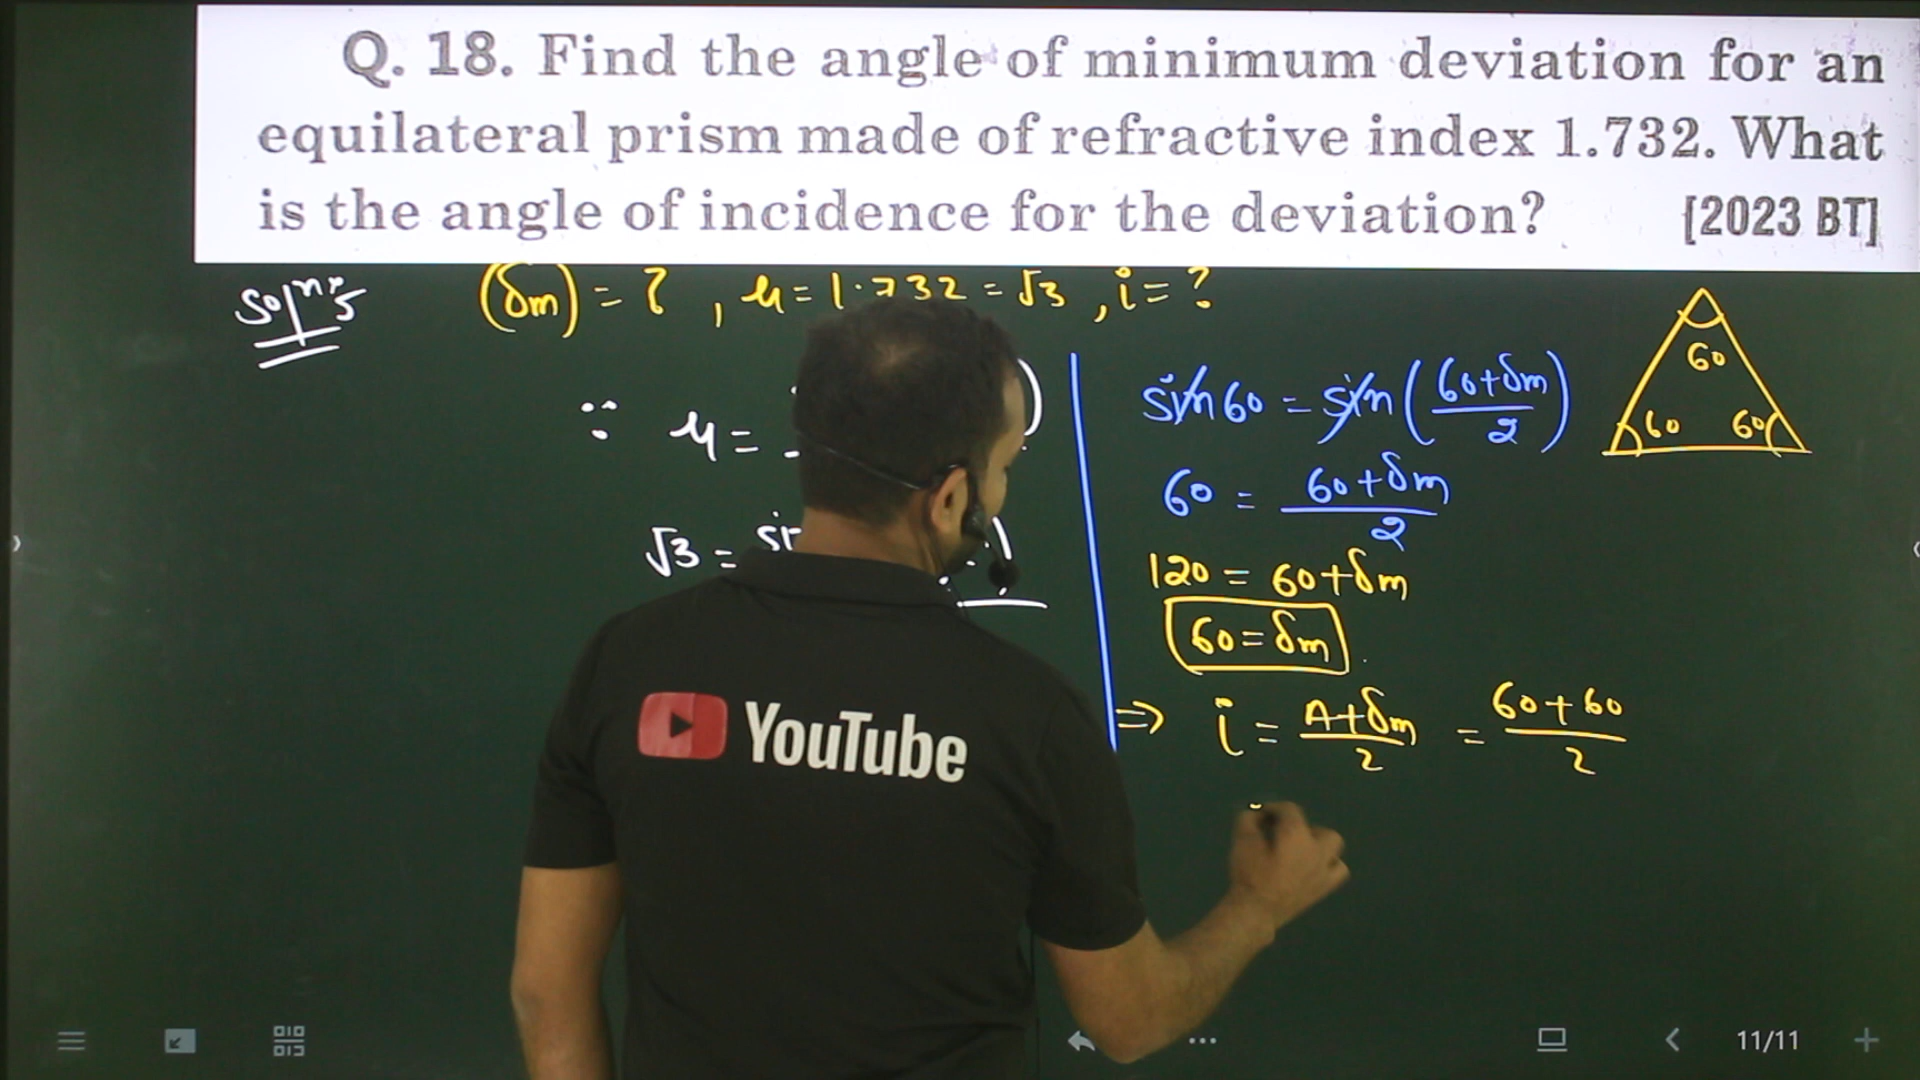 Q. 18. Find the angle of minimum deviation for an
equilateral prism made of refractive index 1.732. What
is the angle of incidence for the deviation? [2023 BT]
Solⁿ:
(δm) = ? , μ = 1.732 = √3 , i = ?
∵ μ =
√3 =
sin60 = sin(60+δm/2)
60 = 60+δm/2
120 = 60+δm
60 = δm
⇒ i = A+δm/2 = 60+60/2
60
60 60
YouTube
11/11